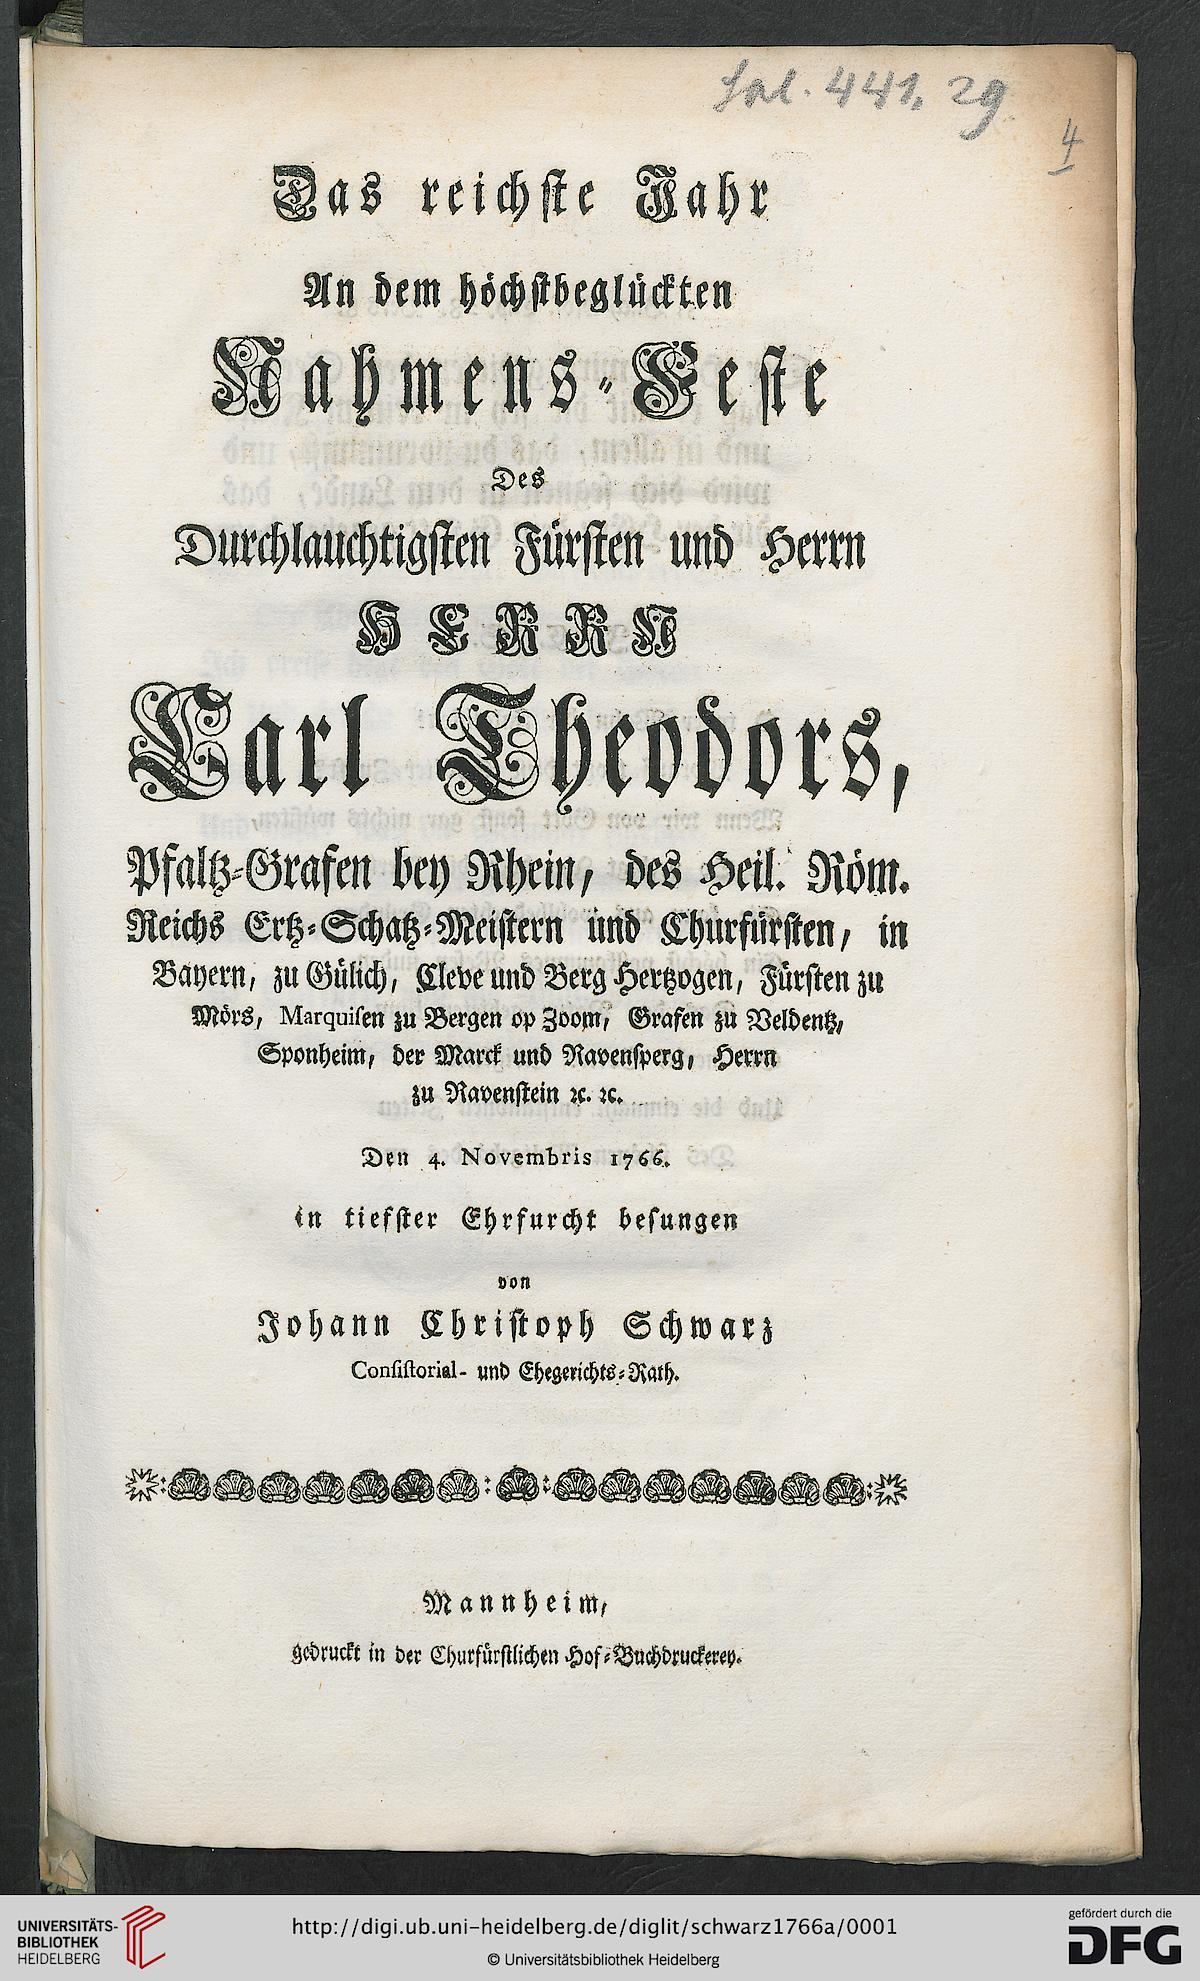 Sal. 441, 29
4
Das reichste Jahr
An dem höchstbeglückten
Nahmens-Feste
Des
Durchlauchtigsten Fürsten und Herrn
HERRN
Carl Theodors,
Pfaltz-Grafen bey Rhein, des Heil. Röm.
Reichs Ertz-Schatz-Meistern und Churfürsten, in
Bayern, zu Gülich, Cleve und Berg Hertzogen, Fürsten zu
Mörs, Marquisen zu Bergen op Zoom, Grafen zu Veldentz,
Sponheim, der Marck und Ravensperg, Herrn
zu Ravenstein ꝛc. ꝛc.
Den 4. Novembris 1766.
in tiefster Ehrfurcht besungen
von
Johann Christoph Schwarz
Consistorial- und Ehegerichts-Rath.
Mannheim,
gedruckt in der Churfürstlichen Hof-Buchdruckerey.
UNIVERSITÄTS-
BIBLIOTHEK
HEIDELBERG
http://digi.ub.uni-heidelberg.de/diglit/schwarz1766a/0001
© Universitätsbibliothek Heidelberg
gefördert durch die
DFG